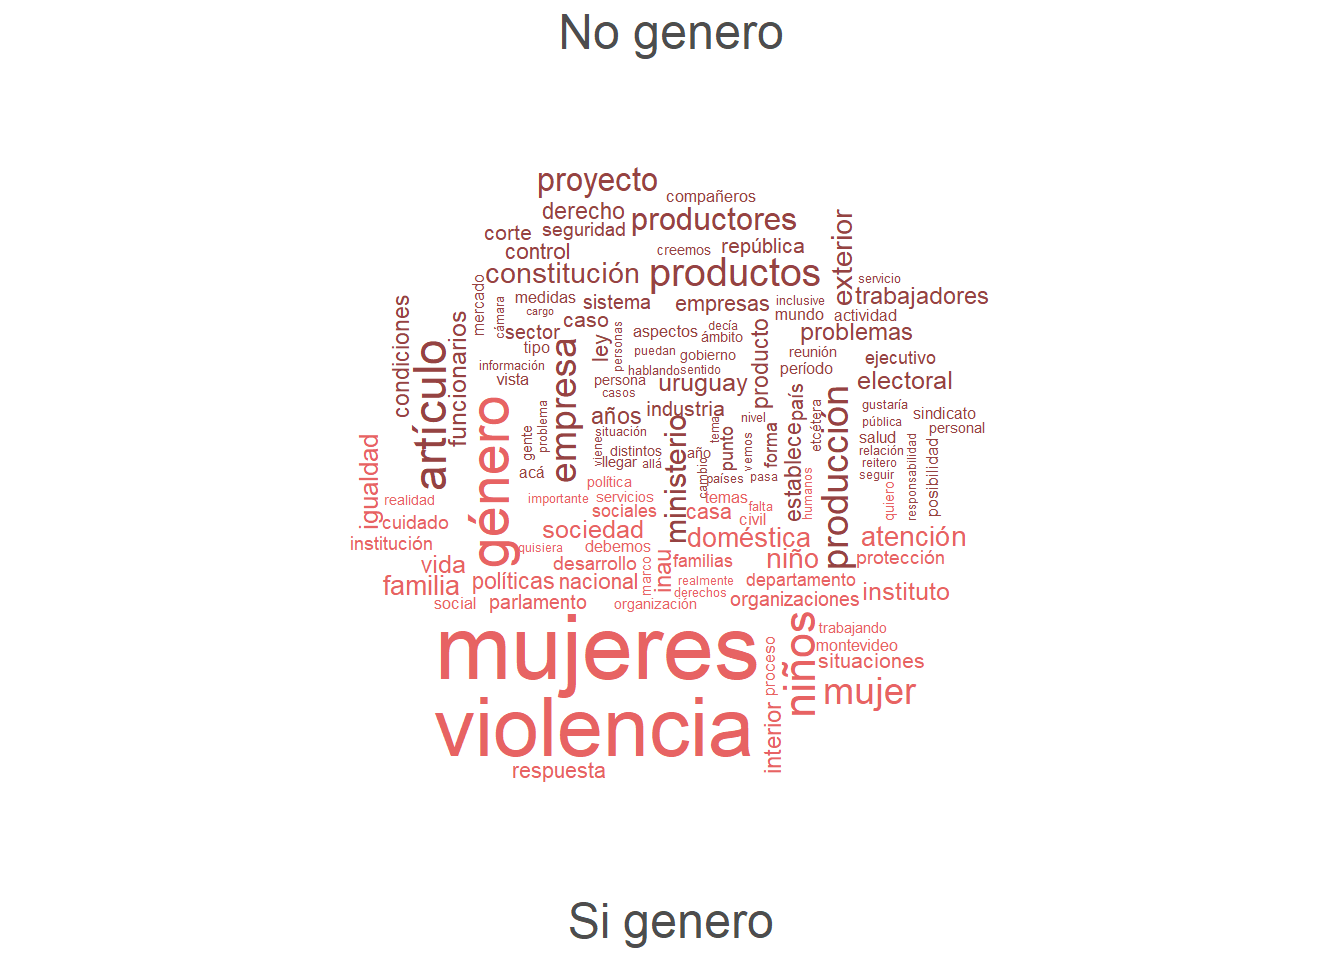 No genero
proyecto
compañeros
derecho
productores
corte
seguridad
control
creemos
república
exterior
constitución
productos
servicio
mercado
medidas
cargo
sistema
empresas
inclusive
trabajadores
condiciones
cámara
sector
caso
personas
aspectos
decía
mundo
actividad
funcionarios
tipo
ley
puedan
ámbito
producto
problemas
artículo
información
empresa
gobierno
reunión
ejecutivo
vista
persona
hablando
sentido
período
casos
uruguay
electoral
género
años
industria
nivel
establece
país
etcétera
gustaría
sindicato
gente
problema
viene
situación
ministerio
tema
punto
vemos
forma
producción
pública
personal
igualdad
acá
distintos
año
salud
relación
responsabilidad
posibilidad
llegar
allá
cambio
países
pasa
reitero
seguir
realidad
importante
política
servicios
temas
falta
humanos
quiero
cuidado
sociales
casa
civil
institución
sociedad
doméstica
atención
quisiera
debemos
vida
desarrollo
marco
inau
familias
niño
protección
familia
políticas
nacional
realmente
derechos
departamento
instituto
social
parlamento
organización
organizaciones
mujeres
proceso
niños
trabajando
montevideo
situaciones
mujer
violencia
interior
respuesta
Si genero